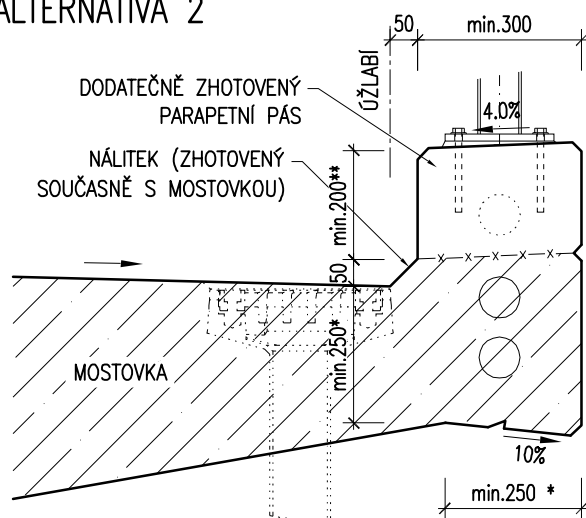 ALTERNATIVA 2
50
min.300
ÚŽLABÍ
DODATEČNĚ ZHOTOVENÝ
PARAPETNÍ PÁS
4.0%
NÁLITEK (ZHOTOVENÝ
SOUČASNĚ S MOSTOVKOU)
min.200**
50
min.250*
MOSTOVKA
10%
min.250 *